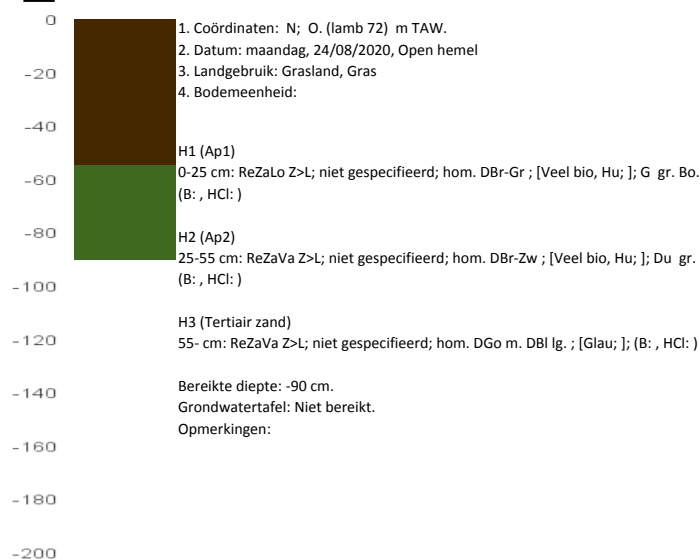 0
-20
-40
-60
-80
-100
-120
-140
-160
-180
-200
1. Coördinaten:  N;  O. (lamb 72)  m TAW.
2. Datum: maandag, 24/08/2020, Open hemel
3. Landgebruik: Grasland, Gras
4. Bodemeenheid:
H1 (Ap1)
0-25 cm: ReZaLo Z>L; niet gespecifieerd; hom. DBr-Gr ; [Veel bio, Hu; ]; G  gr. Bo.
(B: , HCl: )
H2 (Ap2)
25-55 cm: ReZaVa Z>L; niet gespecifieerd; hom. DBr-Zw ; [Veel bio, Hu; ]; Du  gr.
(B: , HCl: )
H3 (Tertiair zand)
55- cm: ReZaVa Z>L; niet gespecifieerd; hom. DGo m. DBl lg. ; [Glau; ]; (B: , HCl: )
Bereikte diepte: -90 cm.
Grondwatertafel: Niet bereikt.
Opmerkingen: